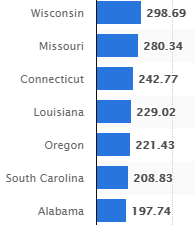 Wisconsin 298.69
Missouri 280.34
Connecticut 242.77
Louisiana 229.02
Oregon 221.43
South Carolina 208.83
Alabama 197.74